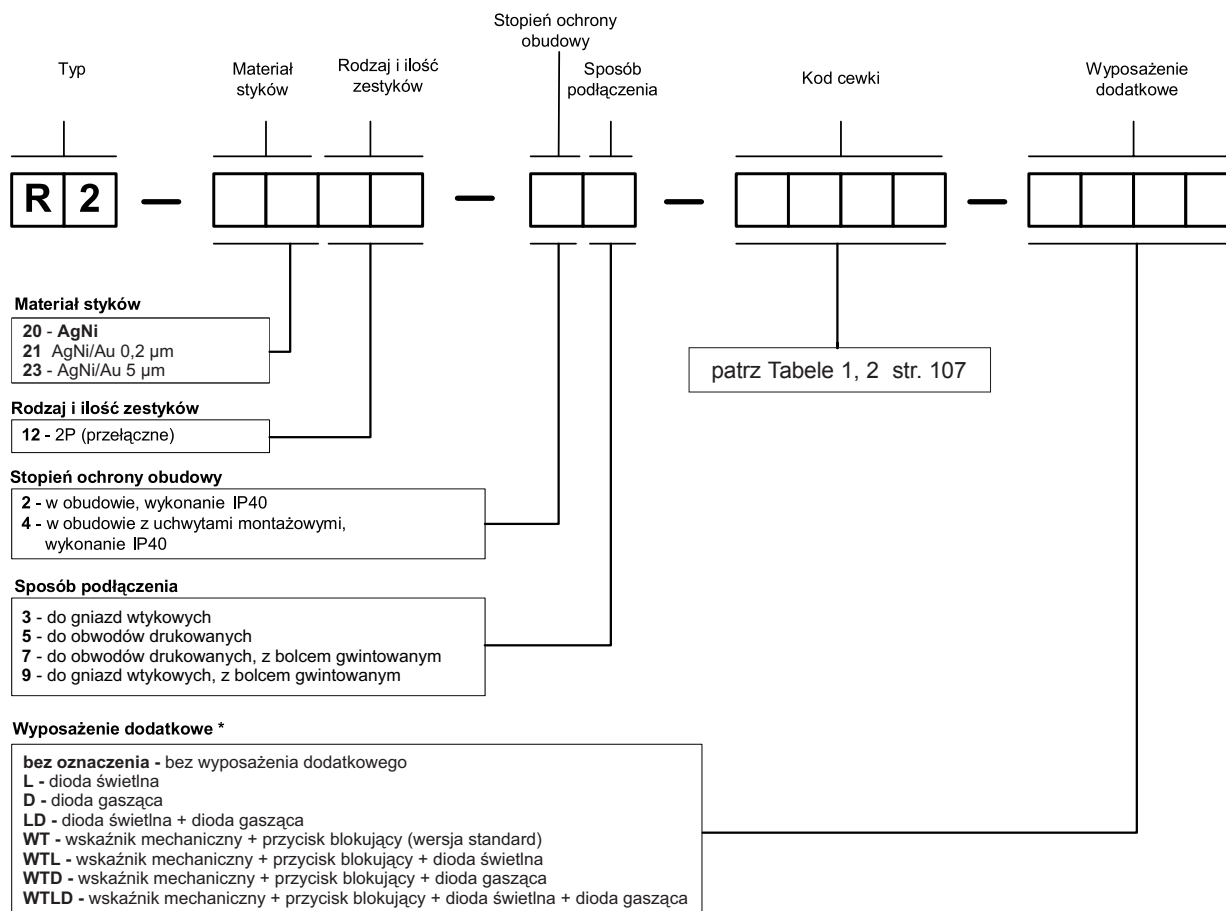 Typ
Materiał
styków
Rodzaj i ilość
zestyków
Stopień ochrony
obudowy
Sposób
podłączenia
Kod cewki
Wyposażenie
dodatkowe
R 2
Materiał styków
20 - AgNi
21 AgNi/Au 0,2 µm
23 - AgNi/Au 5 µm
Rodzaj i ilość zestyków
12 - 2P (przełączne)
Stopień ochrony obudowy
2 - w obudowie, wykonanie IP40
4 - w obudowie z uchwytami montażowymi,
wykonanie IP40
Sposób podłączenia
3 - do gniazd wtykowych
5 - do obwodów drukowanych
7 - do obwodów drukowanych, z bolcem gwintowanym
9 - do gniazd wtykowych, z bolcem gwintowanym
patrz Tabele 1, 2 str. 107
Wyposażenie dodatkowe *
bez oznaczenia - bez wyposażenia dodatkowego
L - dioda świetlna
D - dioda gasząca
LD - dioda świetlna + dioda gasząca
WT - wskaźnik mechaniczny + przycisk blokujący (wersja standard)
WTL - wskaźnik mechaniczny + przycisk blokujący + dioda świetlna
WTD - wskaźnik mechaniczny + przycisk blokujący + dioda gasząca
WTLD - wskaźnik mechaniczny + przycisk blokujący + dioda świetlna + dioda gasząca